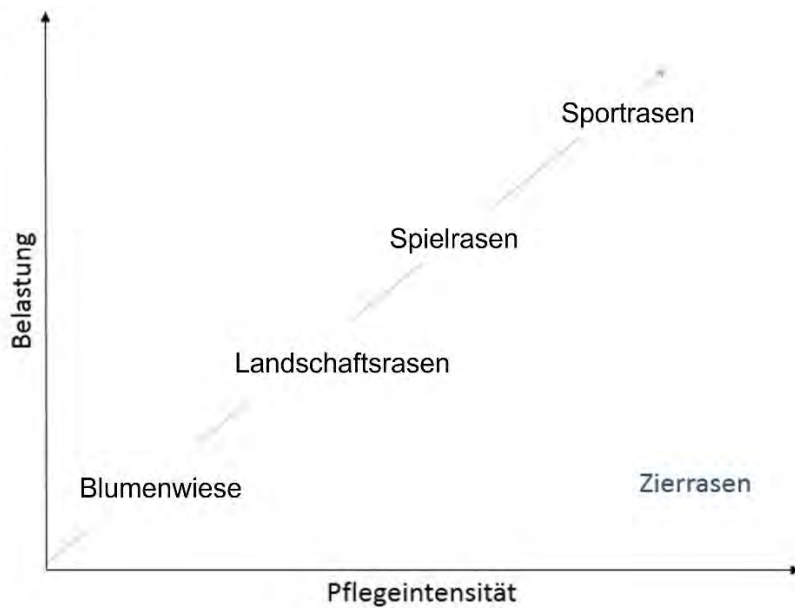 Sportrasen
Spielrasen
Landschaftsrasen
Blumenwiese
Zierrasen
Belastung
Pflegeintensität